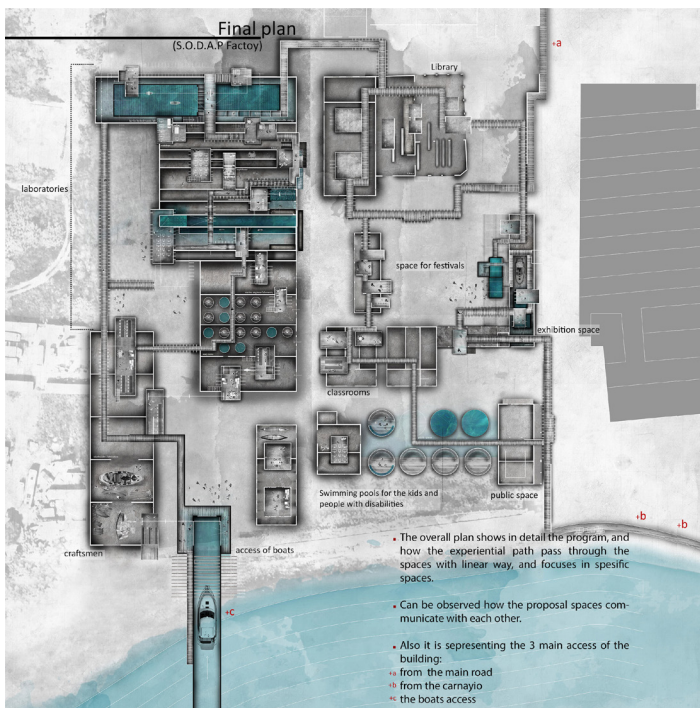 Final plan
(S.O.D.A.P Factoy)
+a
Library
laboratories
space for festivals
exhibition space
classrooms
Swimming pools for the kids and
people with disabilities
public space
craftsmen
access of boats
+b
+b
+c
▪ The overall plan shows in detail the program, and
how the experiential path pass through the
spaces with linear way, and focuses in spesific
spaces.
▪ Can be observed how the proposal spaces com-
municate with each other.
▪ Also it is sepresenting the 3 main access of the
building:
+a from the main road
+b from the carnayio
+c the boats access